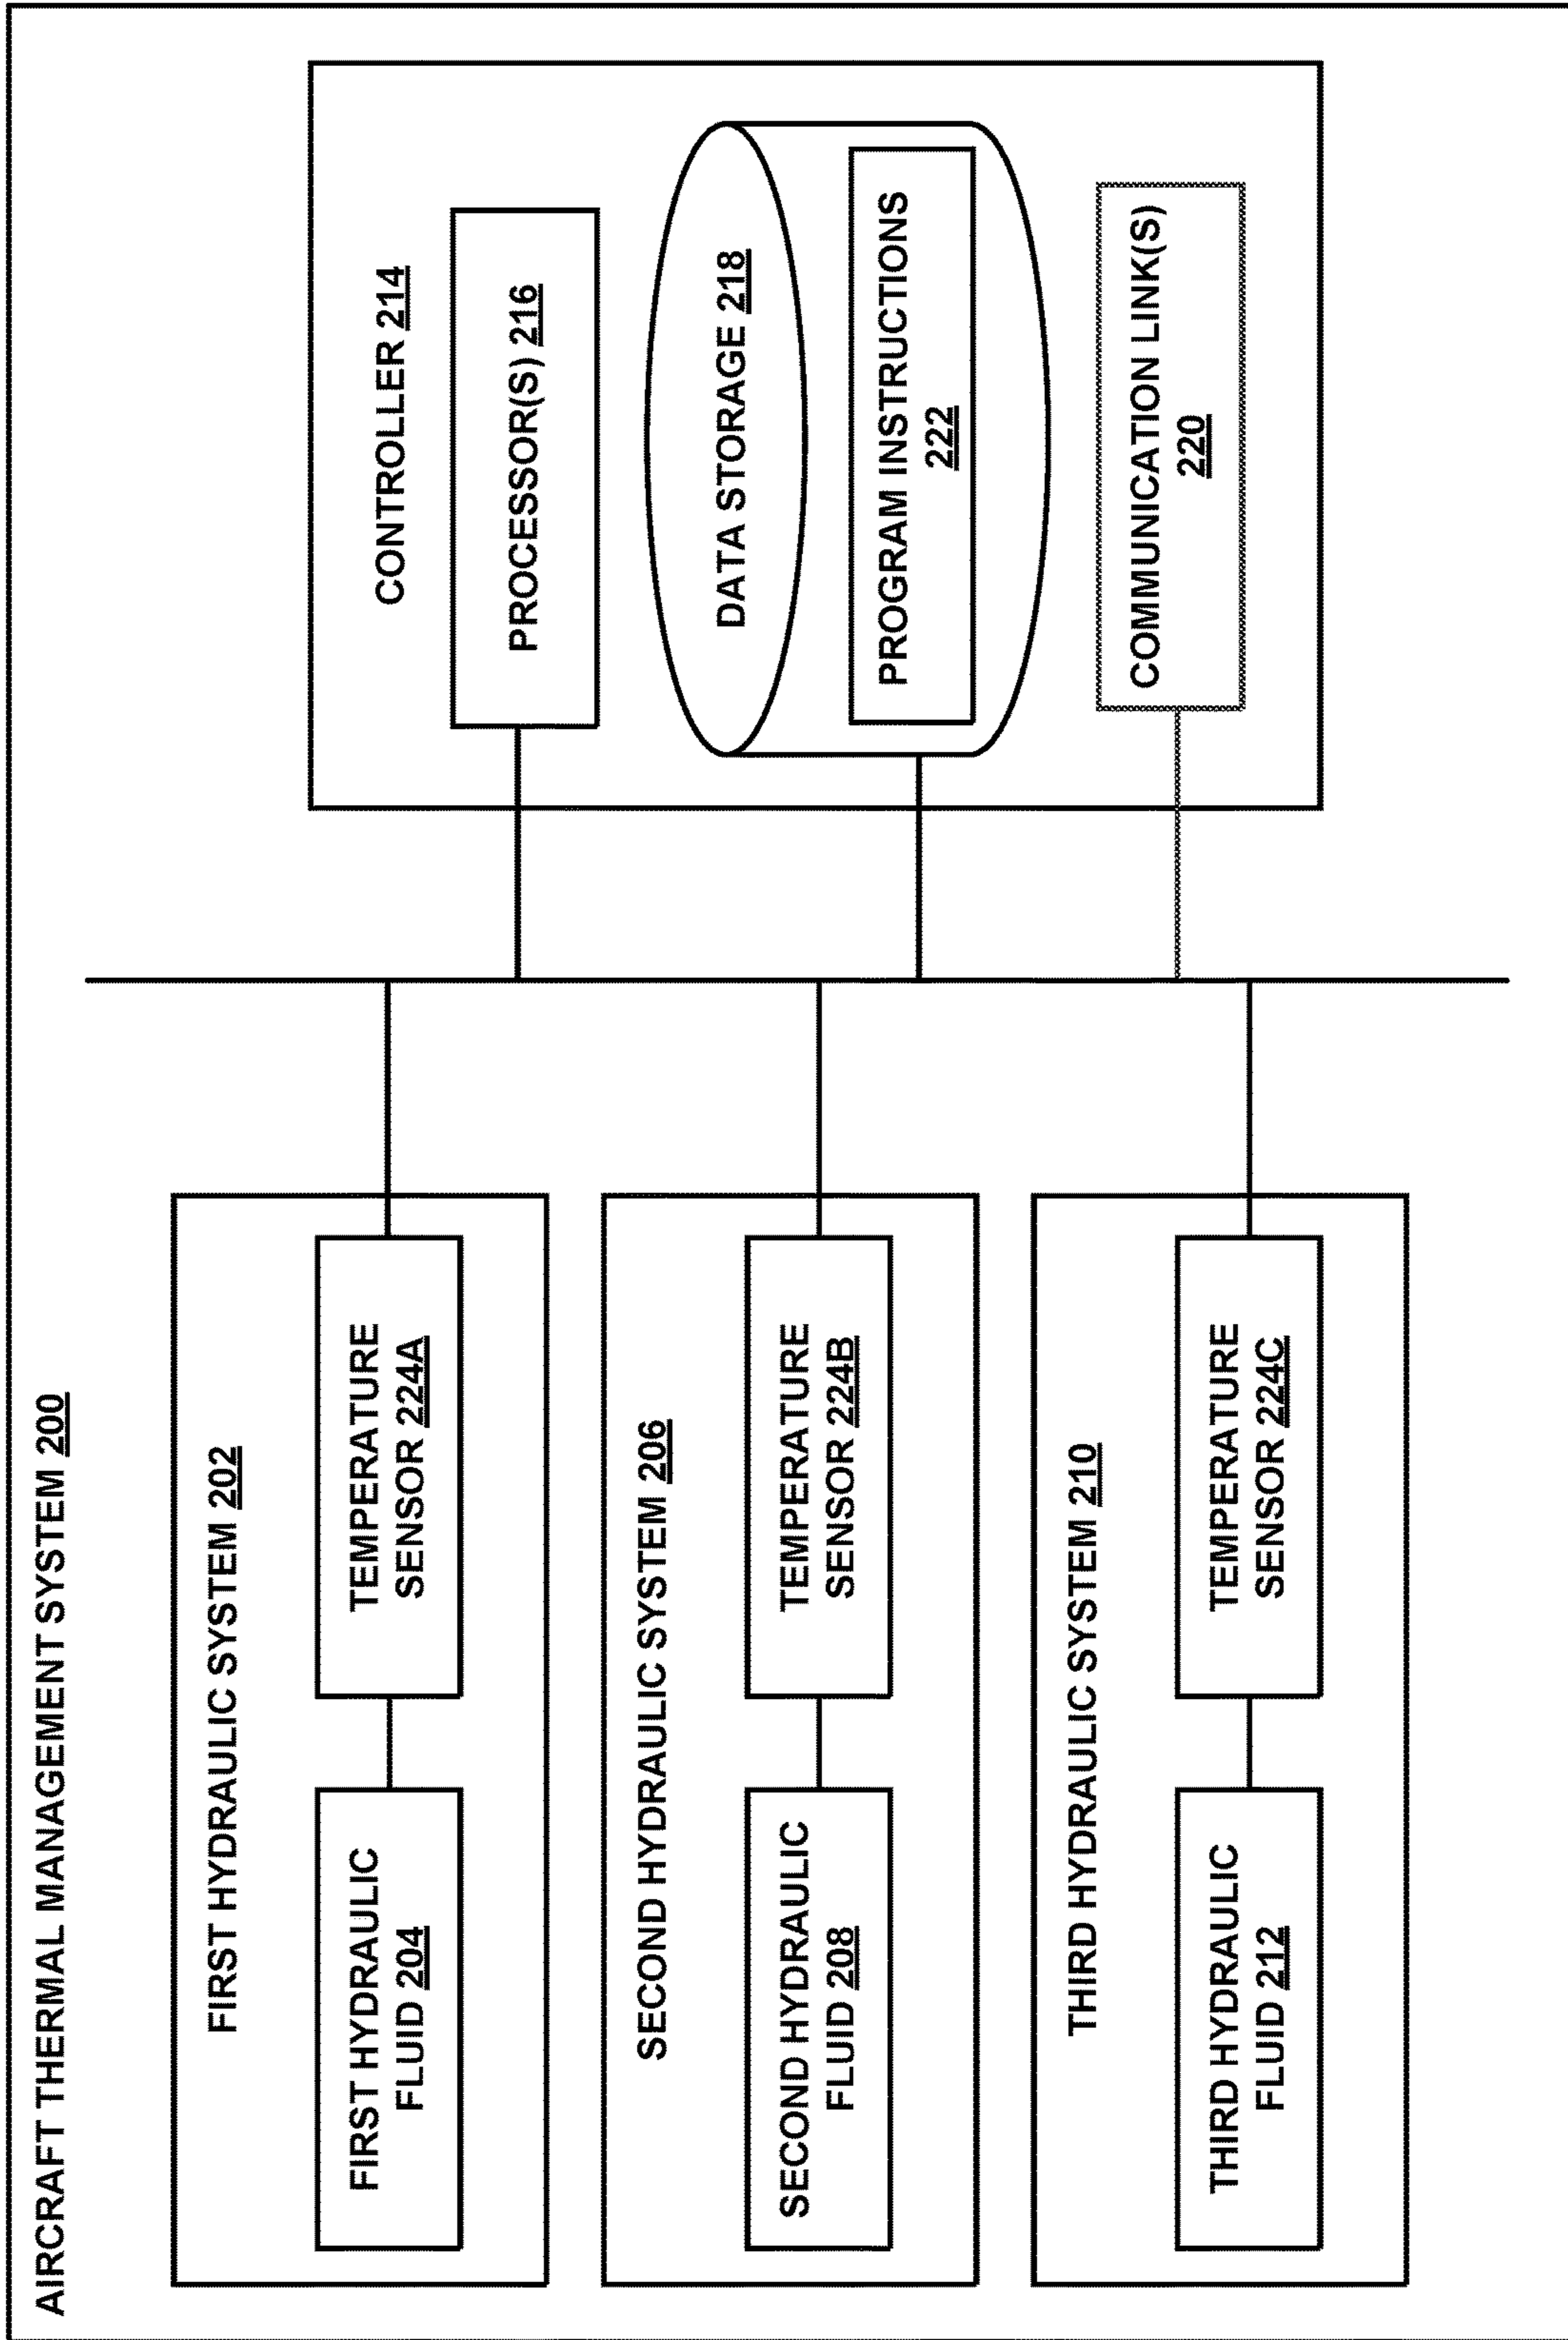 AIRCRAFT THERMAL MANAGEMENT SYSTEM 200
FIRST HYDRAULIC SYSTEM 202
FIRST HYDRAULIC
FLUID 204
TEMPERATURE
SENSOR 224A
SECOND HYDRAULIC SYSTEM 206
SECOND HYDRAULIC
FLUID 208
TEMPERATURE
SENSOR 224B
THIRD HYDRAULIC SYSTEM 210
THIRD HYDRAULIC
FLUID 212
TEMPERATURE
SENSOR 224C
CONTROLLER 214
PROCESSOR(S) 216
DATA STORAGE 218
PROGRAM INSTRUCTIONS
222
COMMUNICATION LINK(S)
220